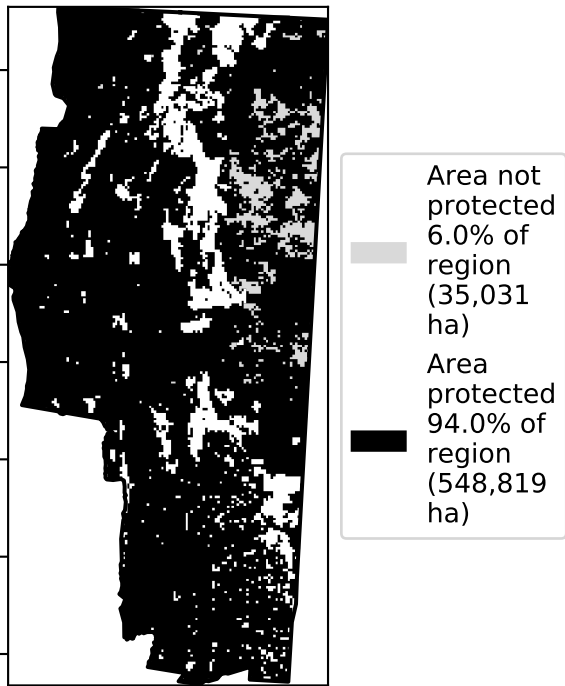 Area not
protected
6.0% of
region
(35,031
ha)
Area
protected
94.0% of
region
(548,819
ha)